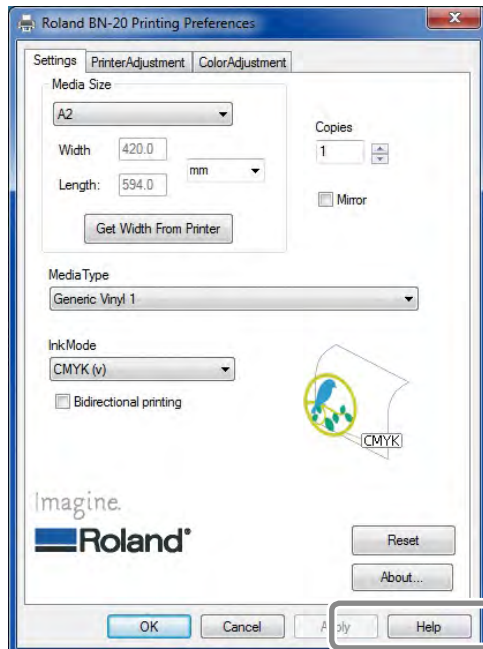 Roland BN-20 Printing Preferences
Settings PrinterAdjustment ColorAdjustment
Media Size
A2
Copies
Width 420.0
1
mm
Length: 594.0
Mirror
Get Width From Printer
MediaType
Generic Vinyl 1
InkMode
CMYK (v)
Bidirectional printing
CMYK
Imagine.
Roland®
Reset
About...
OK Cancel Apply Help